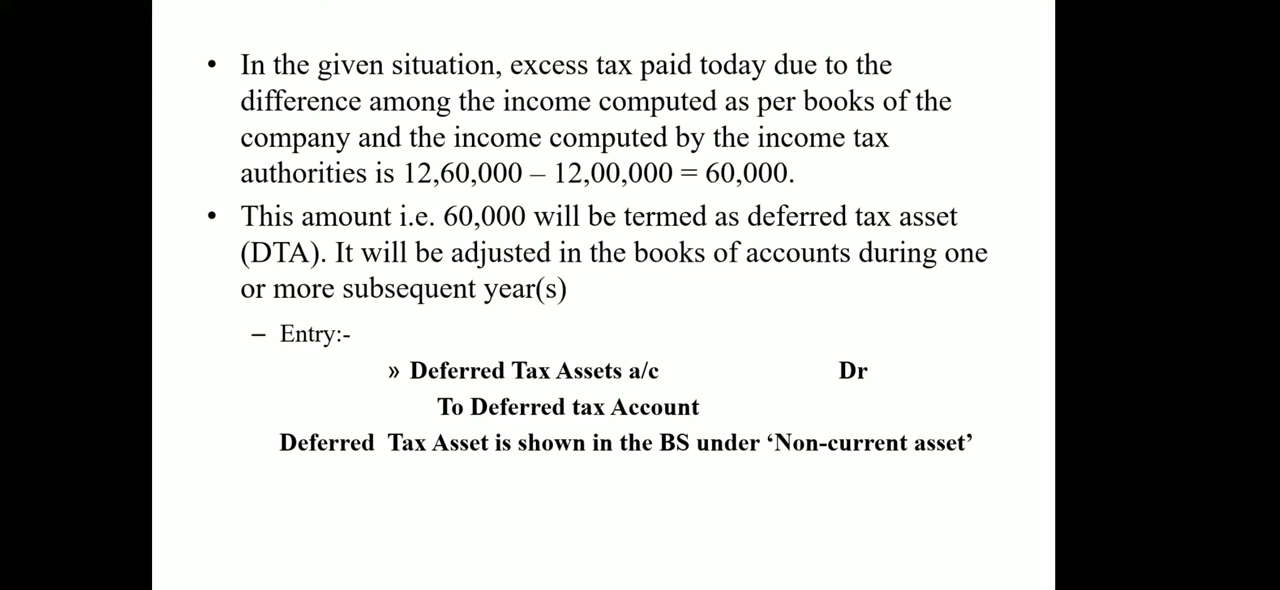 • In the given situation, excess tax paid today due to the
difference among the income computed as per books of the
company and the income computed by the income tax
authorities is 12,60,000 – 12,00,000 = 60,000.
• This amount i.e. 60,000 will be termed as deferred tax asset
(DTA). It will be adjusted in the books of accounts during one
or more subsequent year(s)
– Entry:-
» Deferred Tax Assets a/c Dr
To Deferred tax Account
Deferred Tax Asset is shown in the BS under ‘Non-current asset’